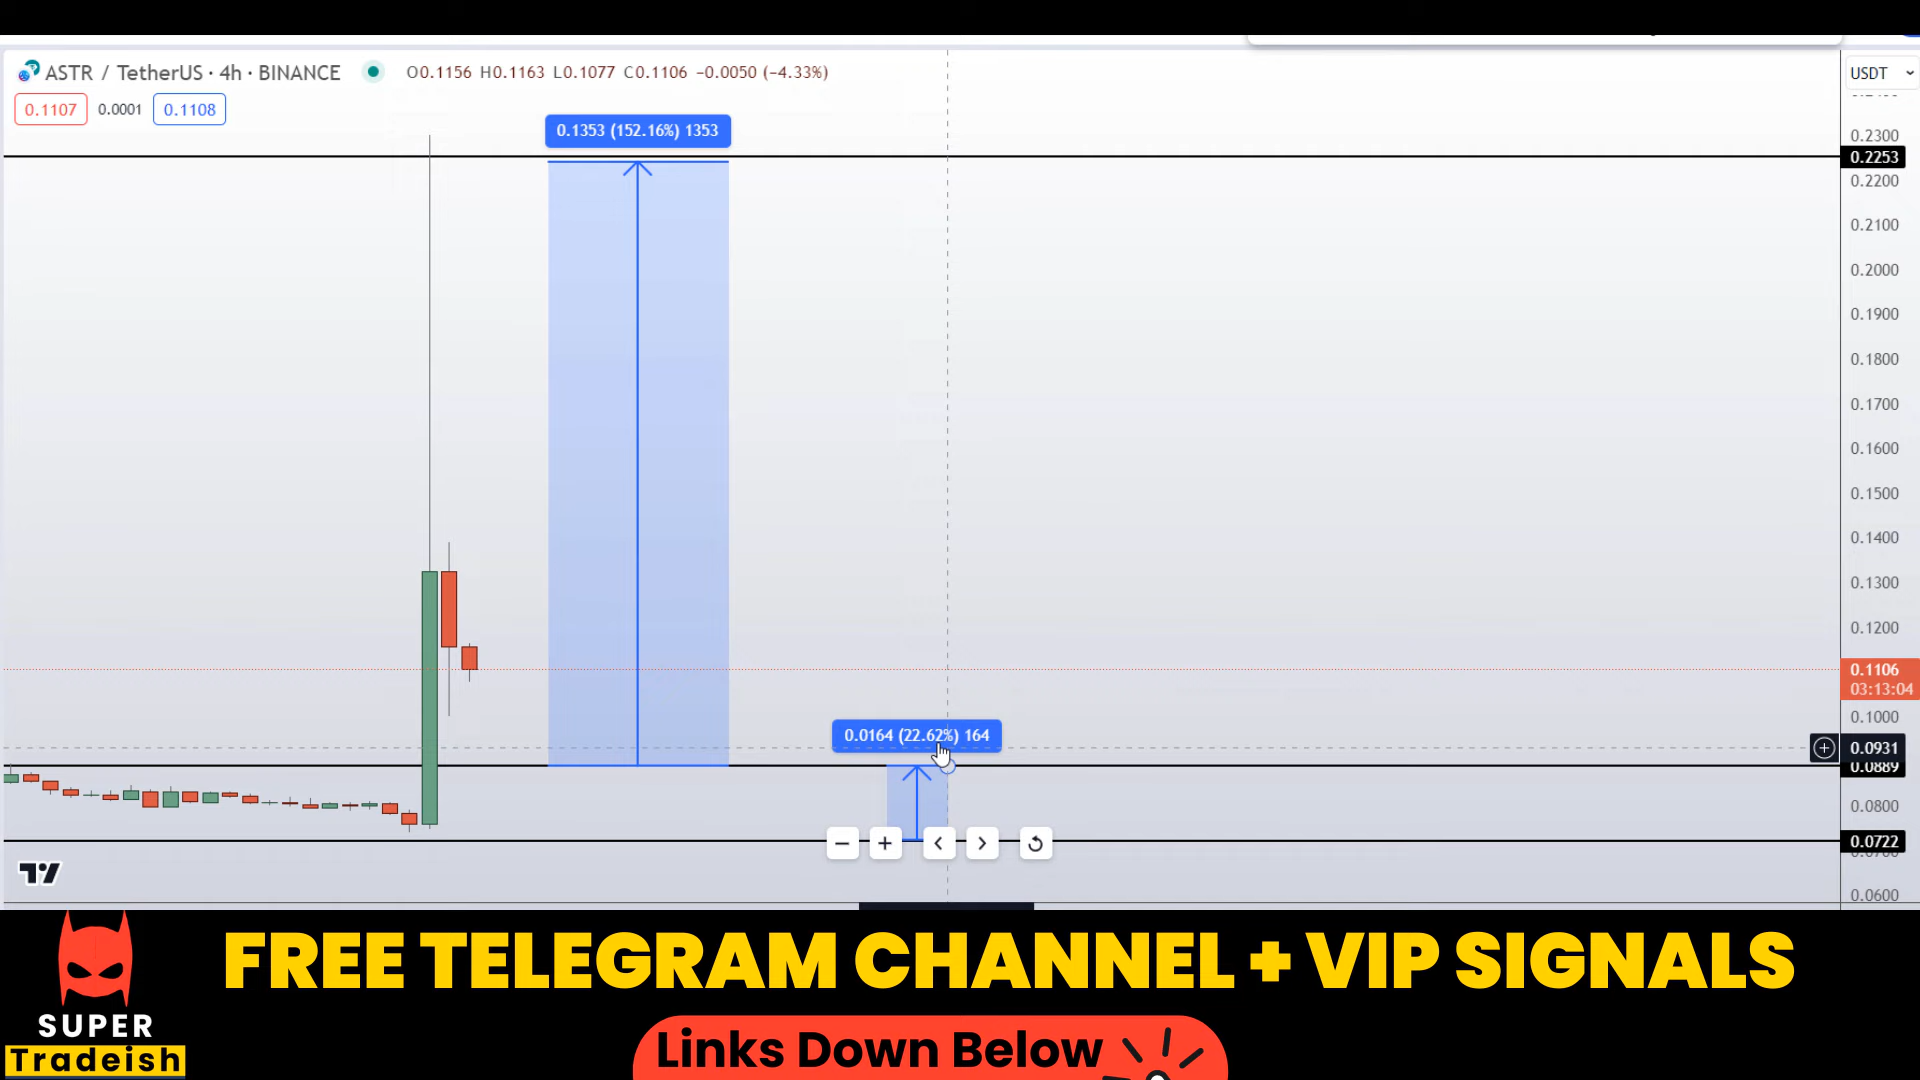 ASTR / TetherUS · 4h · BINANCE
O0.1156 H0.1163 L0.1077 C0.1106 −0.0050 (−4.33%)
USDT
0.1107 0.0001 0.1108
0.1353 (152.16%) 1353
0.2300
0.2253
0.2200
0.2100
0.2000
0.1900
0.1800
0.1700
0.1600
0.1500
0.1400
0.1300
0.1200
0.1106
03:13:04
0.1000
0.0164 (22.62%) 164
0.0931
0.0889
0.0800
0.0722
0.0600
FREE TELEGRAM CHANNEL + VIP SIGNALS
SUPER
Tradeish
Links Down Below